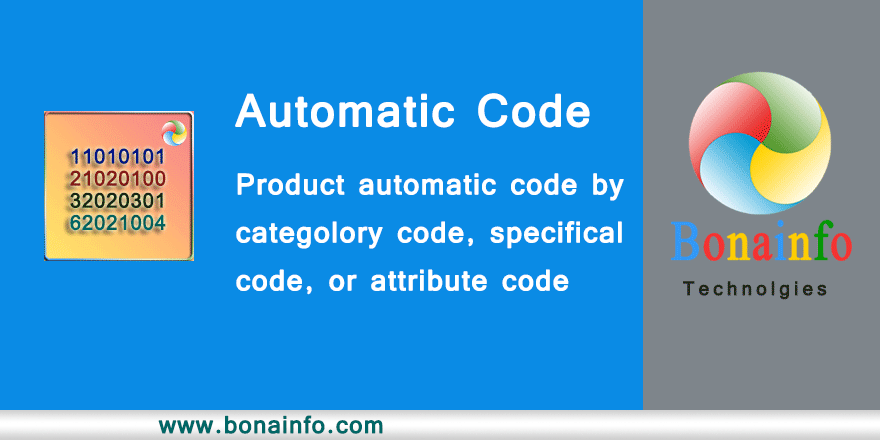 11010101
21020100
32020301
62021004
Automatic Code
Product automatic code by
categolory code, specifical
code, or attribute code
Bonainfo
Technolgies
www.bonainfo.com